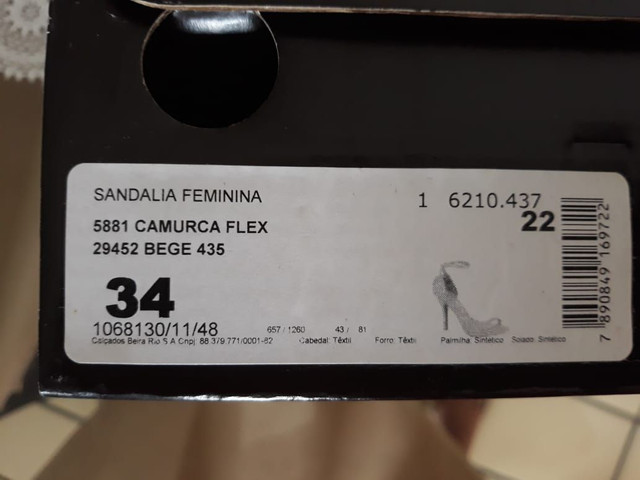 SANDALIA FEMININA
1 6210.437
22
5881 CAMURCA FLEX
29452 BEGE 435
34
1068130/11/48
657 / 1260 43 / 81
Calçados Beira Rio S A Cnpj 88.379.771/0001-82 Cabedal: Têxtil Forro: Têxtil Palmilha: Sintético Solado: Sintético
7 890849 169722